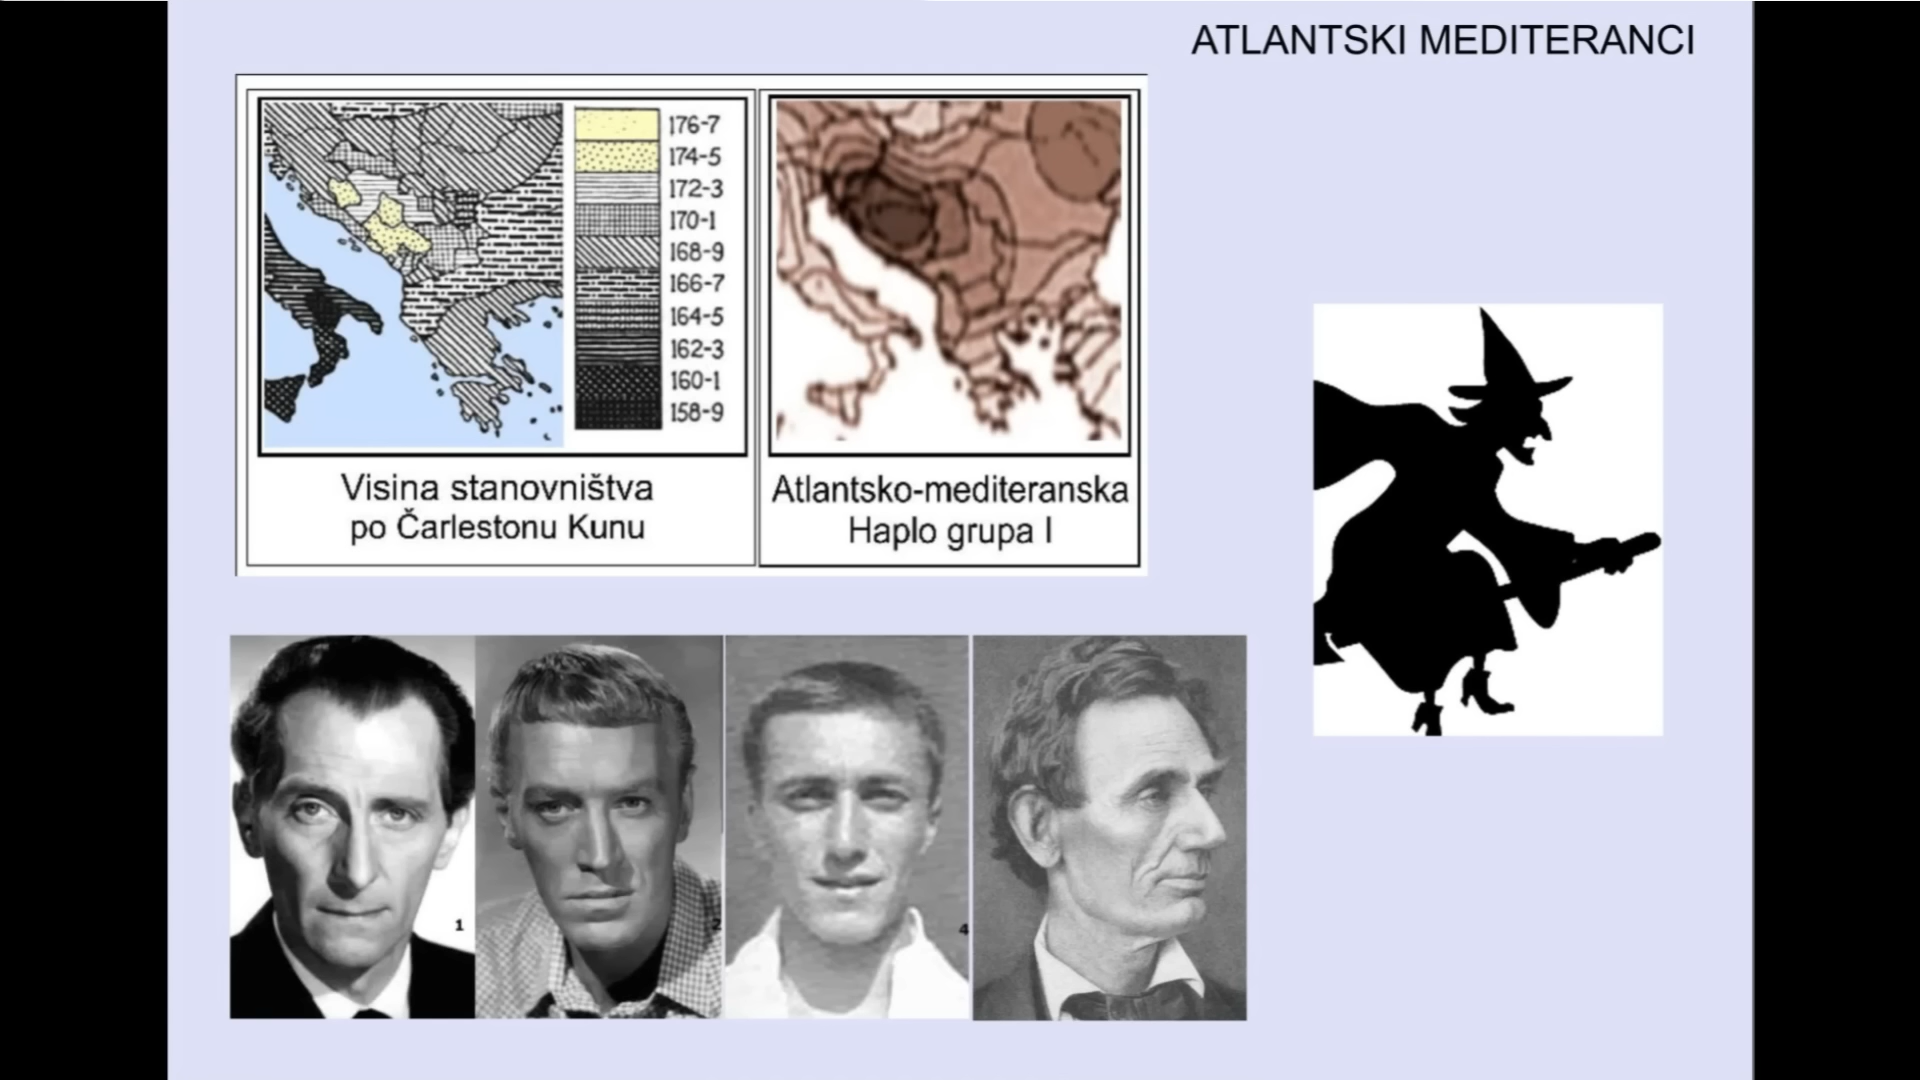 ATLANTSKI MEDITERANCI
176-7
174-5
172-3
170-1
168-9
166-7
164-5
162-3
160-1
158-9
Visina stanovništva
po Čarlestonu Kunu
Atlantsko-mediteranska
Haplo grupa I
1
2
4